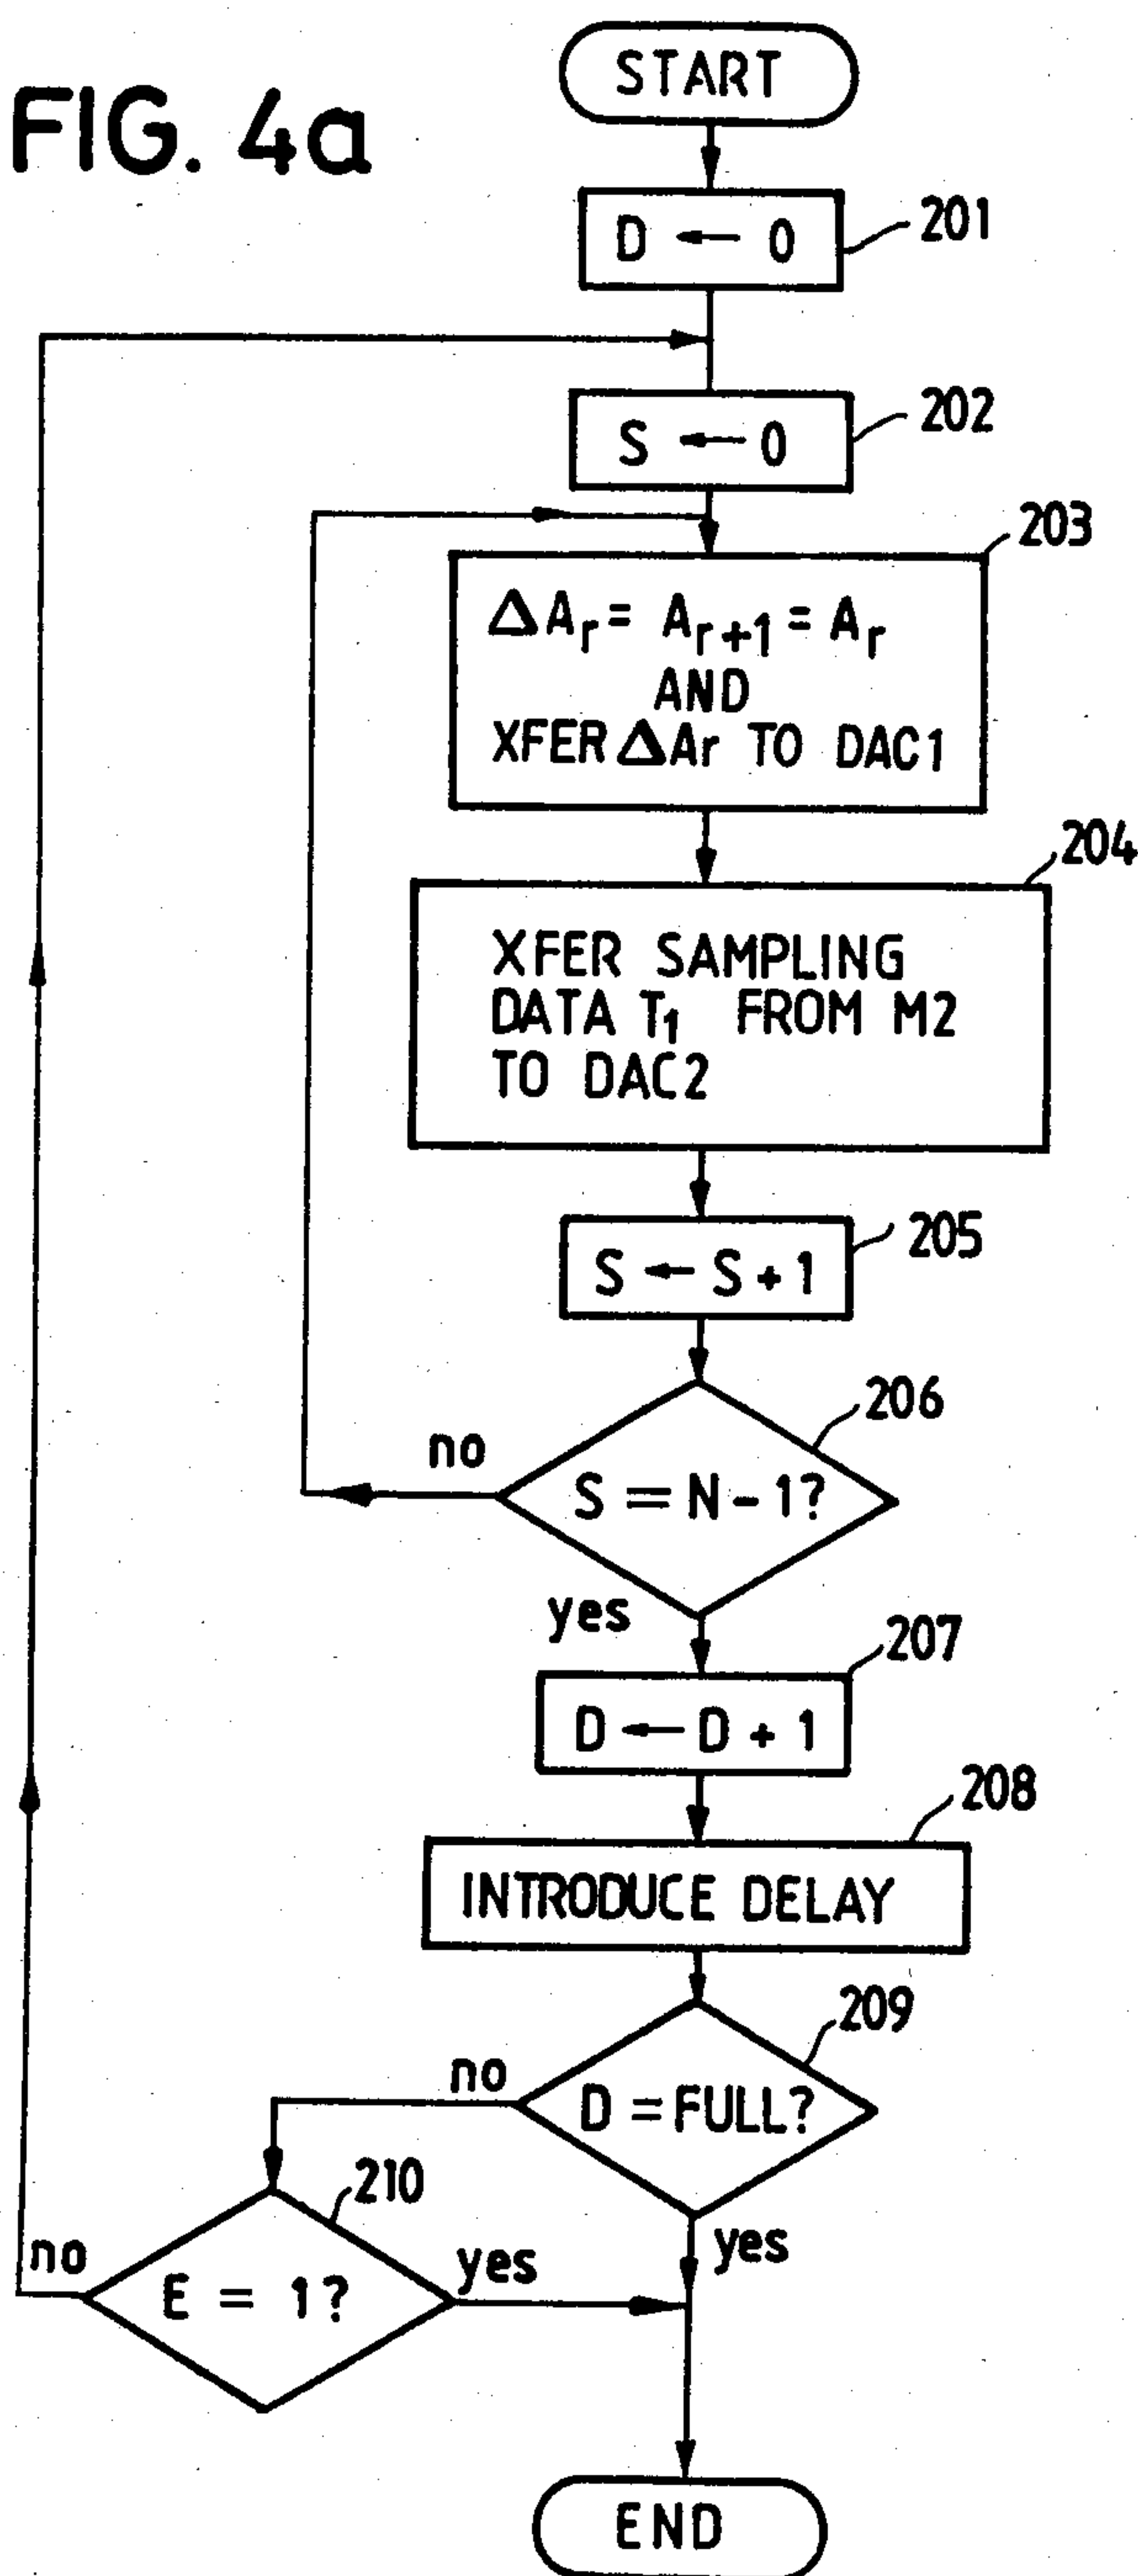 FIG. 4a
START
D ← 0
201
S ← 0
202
203
ΔAr = Ar+1 = Ar
AND
XFER ΔAr TO DAC1
204
XFER SAMPLING
DATA T1 FROM M2
TO DAC2
205
S ← S + 1
206
no
S = N - 1?
yes
207
D ← D + 1
208
INTRODUCE DELAY
209
no
D = FULL?
210
yes
no
E = 1?
yes
END